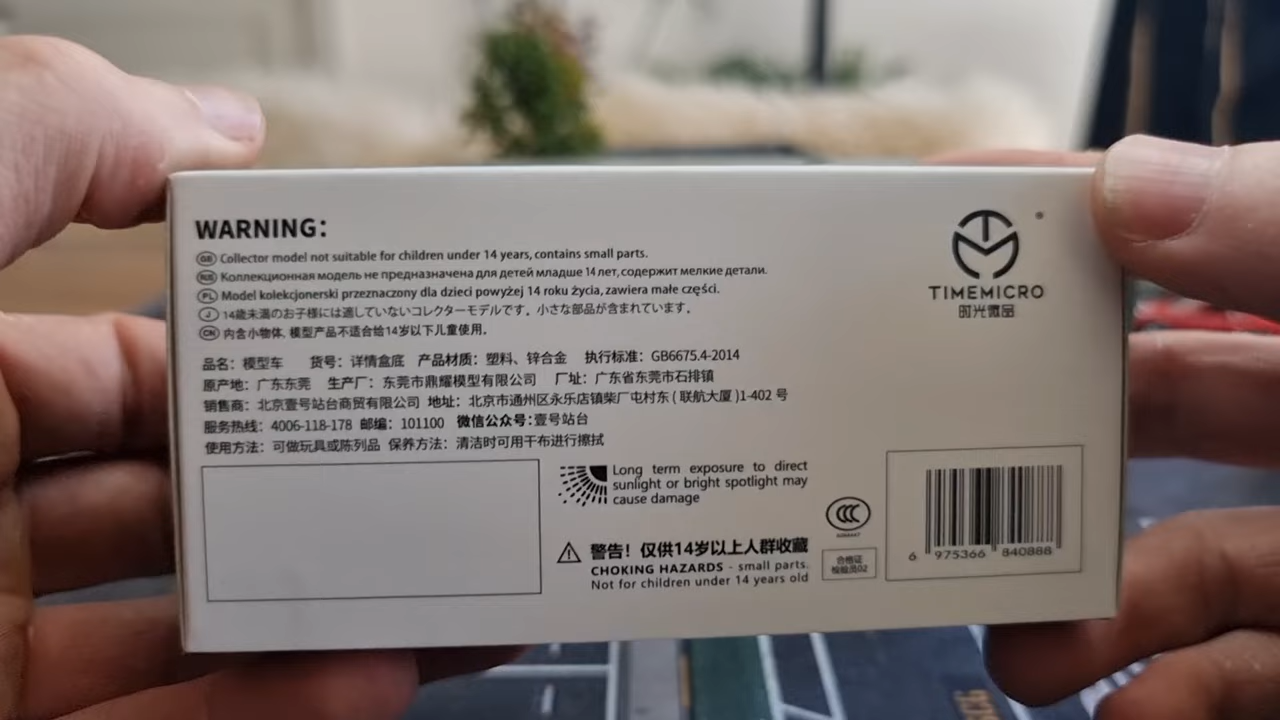 WARNING:
GB Collector model not suitable for children under 14 years, contains small parts.
RUS Коллекционная модель не предназначена для детей младше 14 лет, содержит мелкие детали.
PL Model kolekcjonerski przeznaczony dla dzieci powyżej 14 roku życia, zawiera małe części.
J 14歳未満のお子様には適していないコレクターモデルです。小さな部品が含まれています。
CN 内含小物体, 模型产品不适合给14岁以下儿童使用。
TIMEMICRO
时光微品
品名: 模型车 货号: 详情盒底 产品材质: 塑料、锌合金 执行标准: GB6675.4-2014
原产地: 广东东莞 生产厂: 东莞市鼎耀模型有限公司 厂址: 广东省东莞市石排镇
销售商: 北京壹号站台商贸有限公司 地址: 北京市通州区永乐店镇柴厂屯村东 ( 联航大厦 )1-402 号
服务热线: 4006-118-178 邮编: 101100 微信公众号: 壹号站台
使用方法: 可做玩具或陈列品 保养方法: 清洁时可用干布进行擦拭
Long term exposure to direct
sunlight or bright spotlight may
cause damage
警告! 仅供14岁以上人群收藏
CHOKING HAZARDS - small parts.
Not for children under 14 years old
合格证
检验员02
6 975366 840888